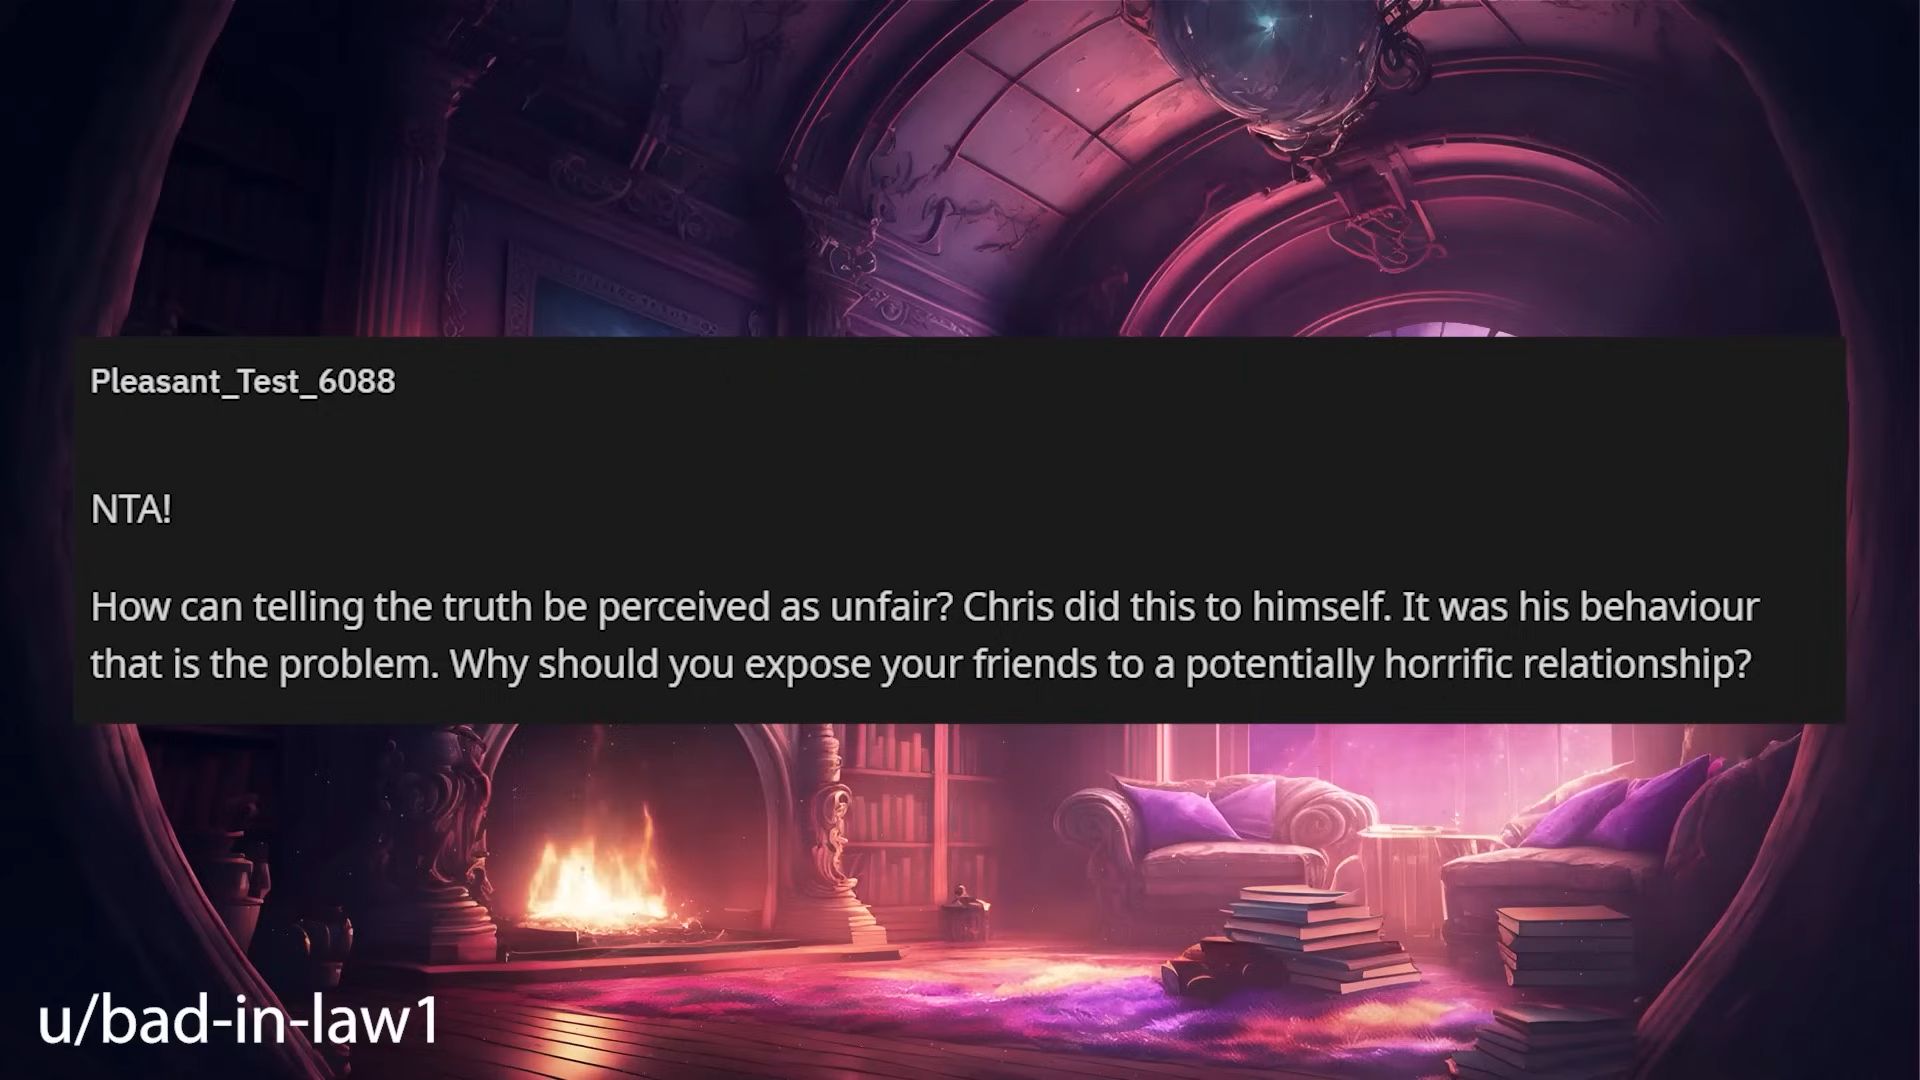 Pleasant_Test_6088
NTA!
How can telling the truth be perceived as unfair? Chris did this to himself. It was his behaviour
that is the problem. Why should you expose your friends to a potentially horrific relationship?
u/bad-in-law1